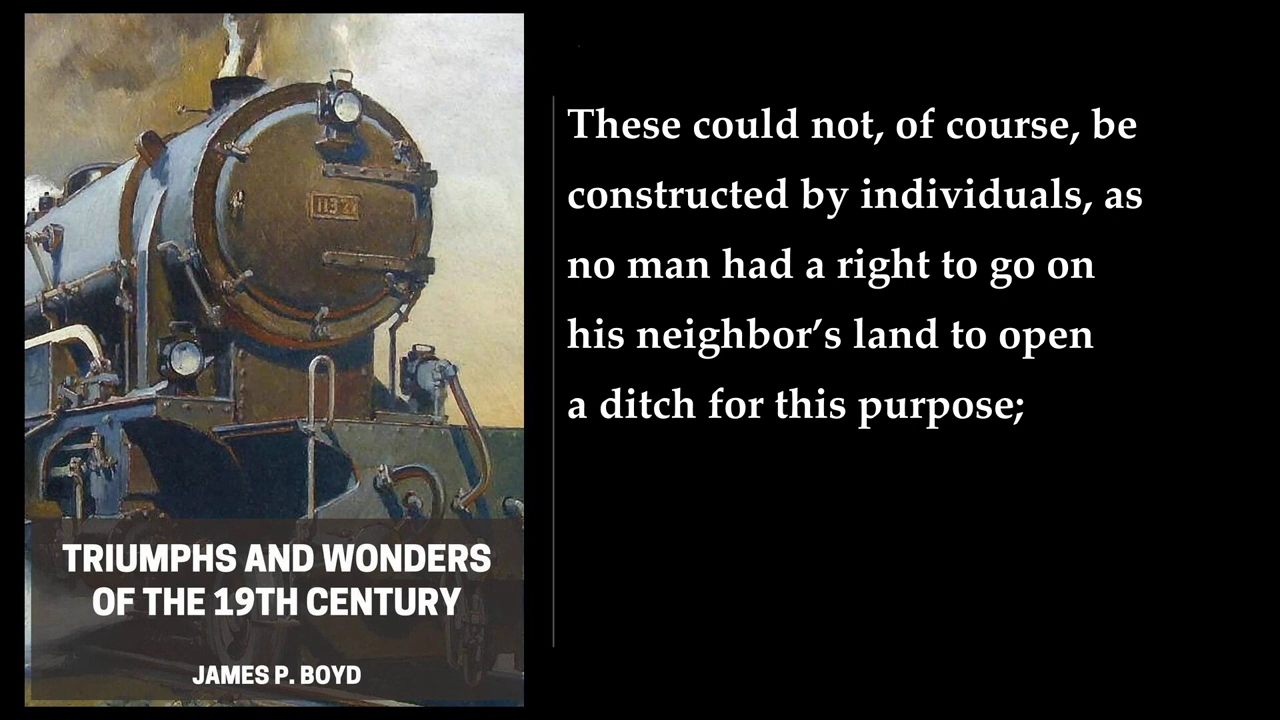 TRIUMPHS AND WONDERS
OF THE 19TH CENTURY
JAMES P. BOYD
These could not, of course, be
constructed by individuals, as
no man had a right to go on
his neighbor’s land to open
a ditch for this purpose;